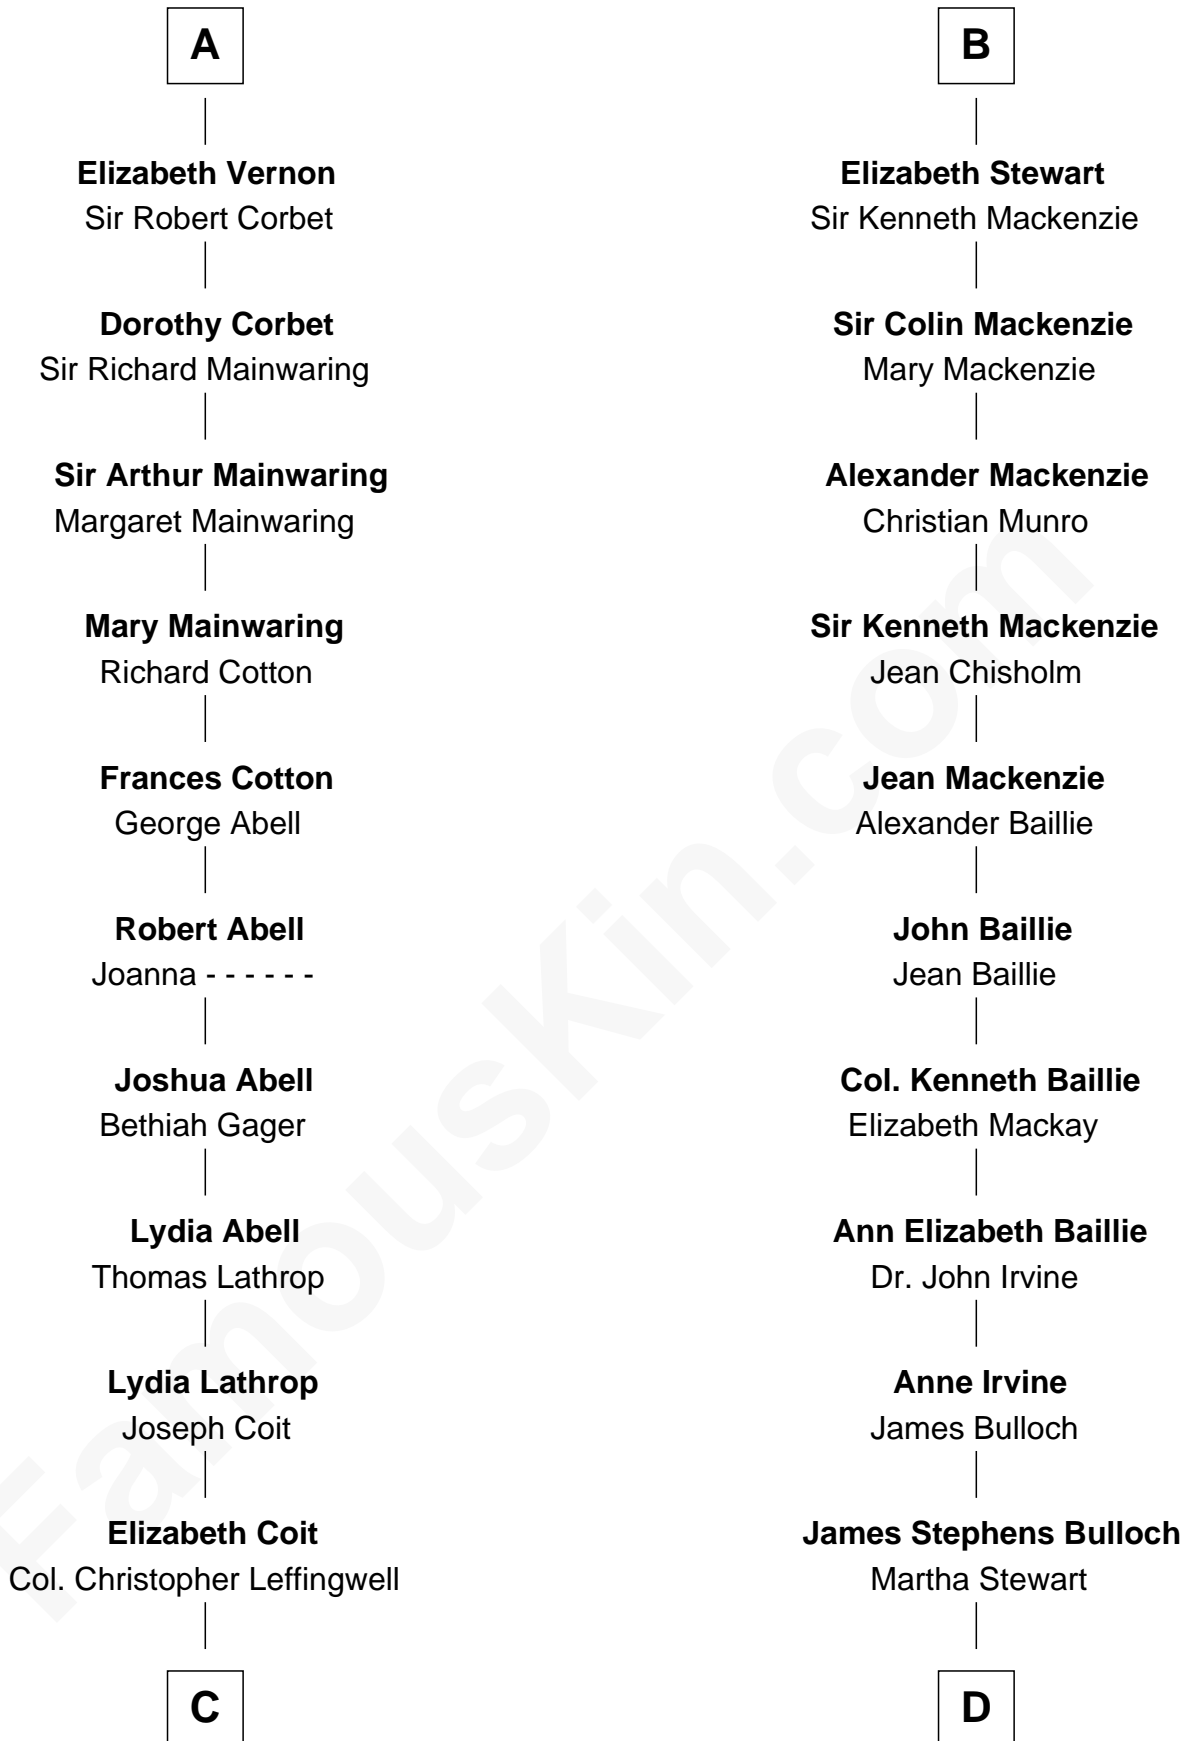 A
Elizabeth Vernon
Sir Robert Corbet
Dorothy Corbet
Sir Richard Mainwaring
Sir Arthur Mainwaring
Margaret Mainwaring
Mary Mainwaring
Richard Cotton
Frances Cotton
George Abell
Robert Abell
Joanna - - - - - -
Joshua Abell
Bethiah Gager
Lydia Abell
Thomas Lathrop
Lydia Lathrop
Joseph Coit
Elizabeth Coit
Col. Christopher Leffingwell
C
B
Elizabeth Stewart
Sir Kenneth Mackenzie
Sir Colin Mackenzie
Mary Mackenzie
Alexander Mackenzie
Christian Munro
Sir Kenneth Mackenzie
Jean Chisholm
Jean Mackenzie
Alexander Baillie
John Baillie
Jean Baillie
Col. Kenneth Baillie
Elizabeth Mackay
Ann Elizabeth Baillie
Dr. John Irvine
Anne Irvine
James Bulloch
James Stephens Bulloch
Martha Stewart
D
FamousKin.com